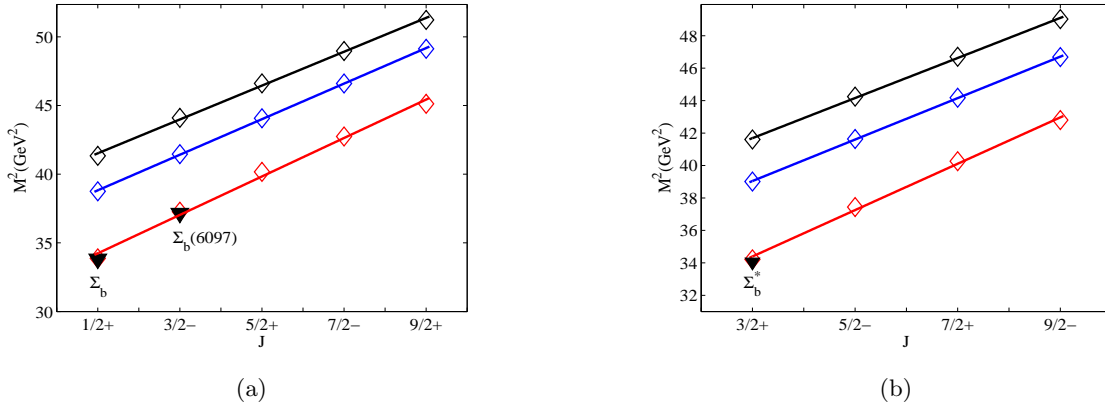 50
45
40
35
30
M²(GeV²)
Σb(6097)
Σb
1/2+ 3/2− 5/2+ 7/2− 9/2+
J
(a)
48
46
44
42
40
38
36
34
32
M²(GeV²)
Σb*
3/2+ 5/2− 7/2+ 9/2−
J
(b)